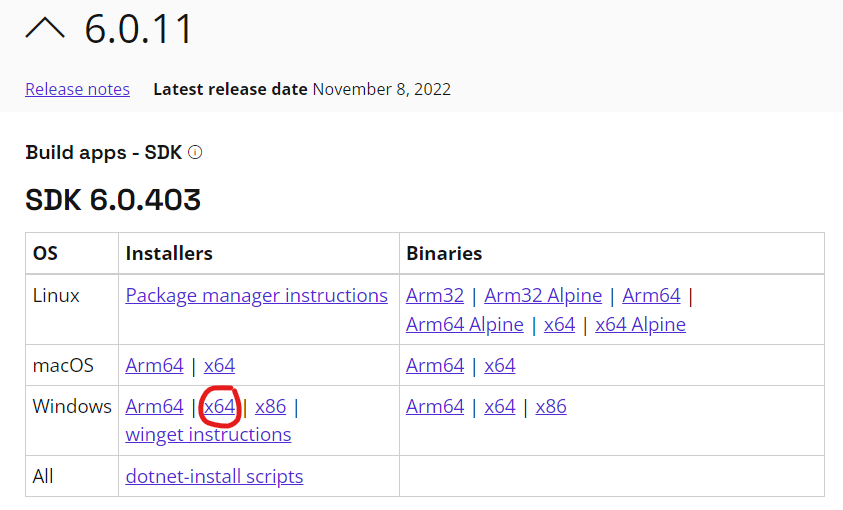 6.0.11
Release notes Latest release date November 8, 2022
Build apps - SDK
SDK 6.0.403
OS Installers Binaries
Linux Package manager instructions Arm32 | Arm32 Alpine | Arm64 |
Arm64 Alpine | x64 | x64 Alpine
macOS Arm64 | x64 Arm64 | x64
Windows Arm64 | x64 | x86 | Arm64 | x64 | x86
winget instructions
All dotnet-install scripts